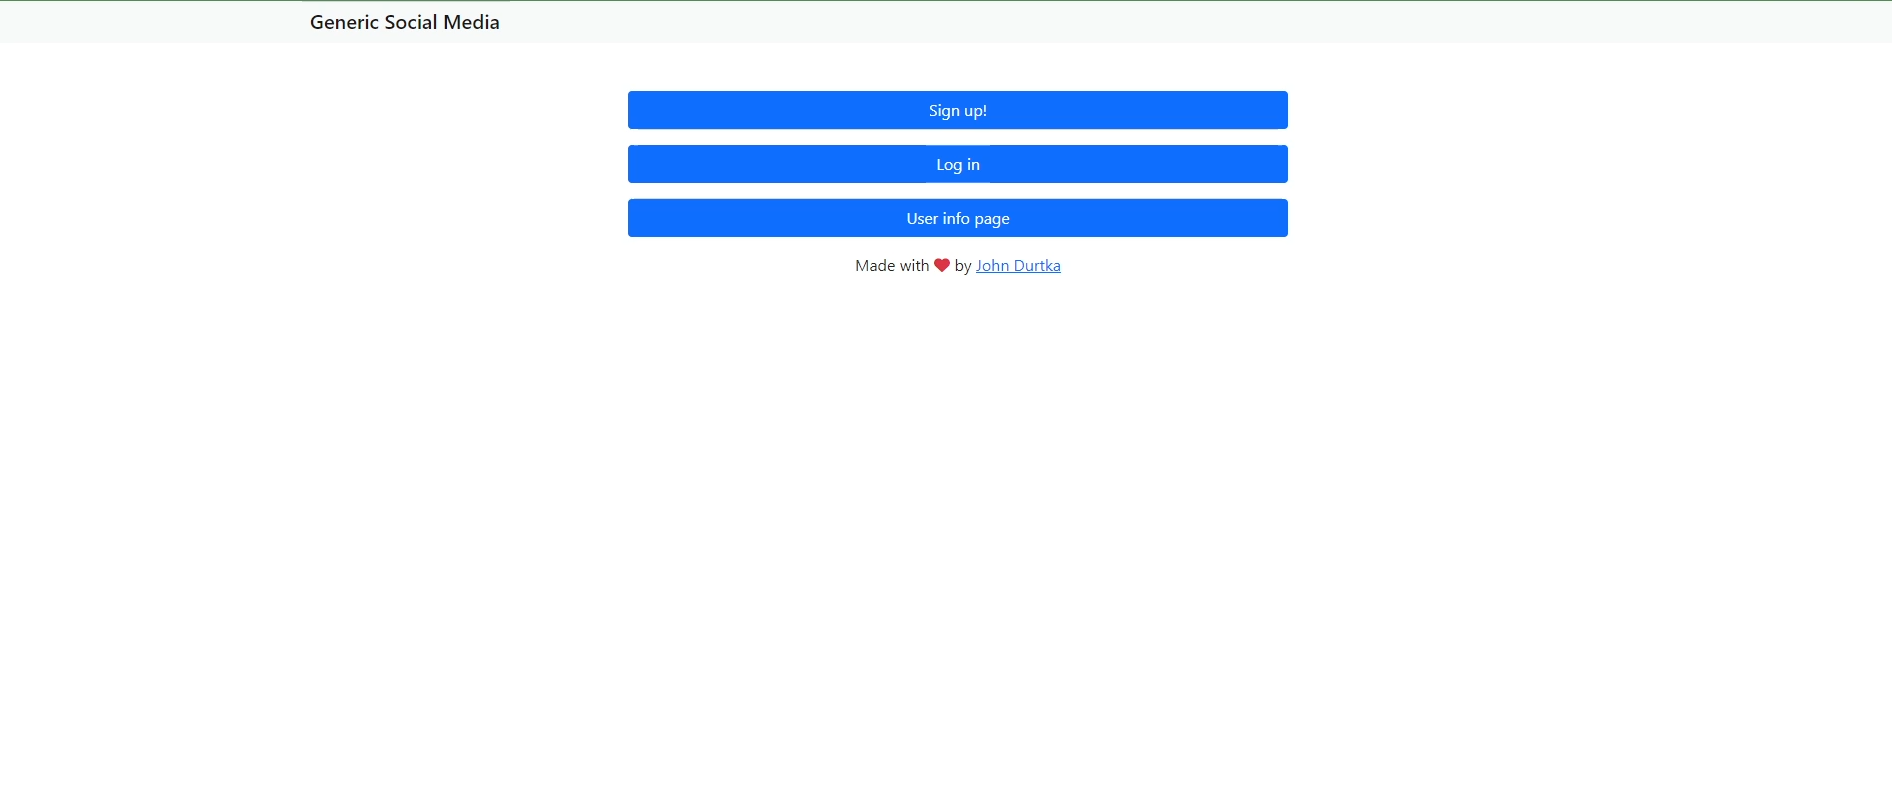 Generic Social Media
Sign up!
Log in
User info page
Made with ❤ by John Durtka